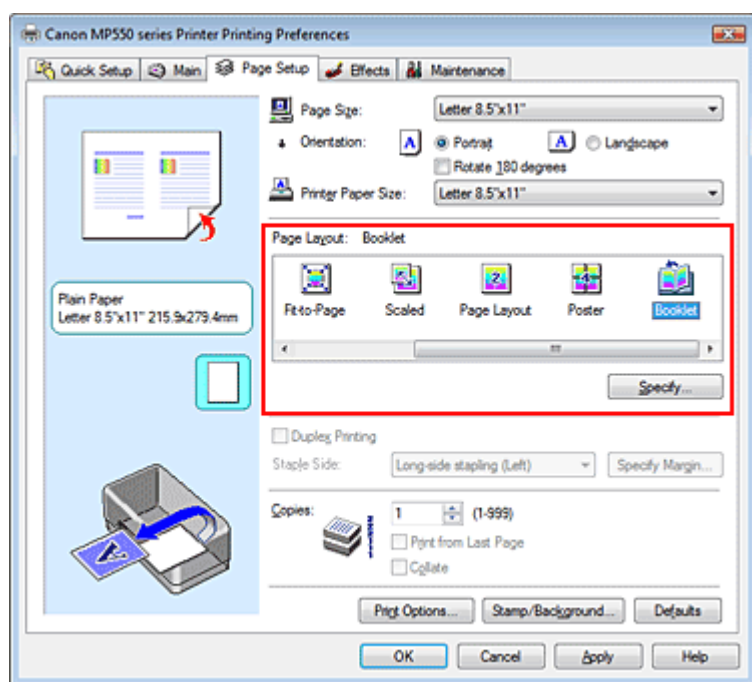 Canon MP550 series Printer Printing Preferences
Quick Setup Main Page Setup Effects Maintenance
Page Size: Letter 8.5"x11"
Orientation: A Portrait A Landscape
Rotate 180 degrees
Printer Paper Size: Letter 8.5"x11"
Page Layout: Booklet
Fit-to-Page Scaled Page Layout Poster Booklet
Specify...
Plain Paper
Letter 8.5"x11" 215.9x279.4mm
Duplex Printing
Staple Side: Long-side stapling (Left) Specify Margin...
Copies: 1 (1-999)
Print from Last Page
Collate
Print Options... Stamp/Background... Defaults
OK Cancel Apply Help